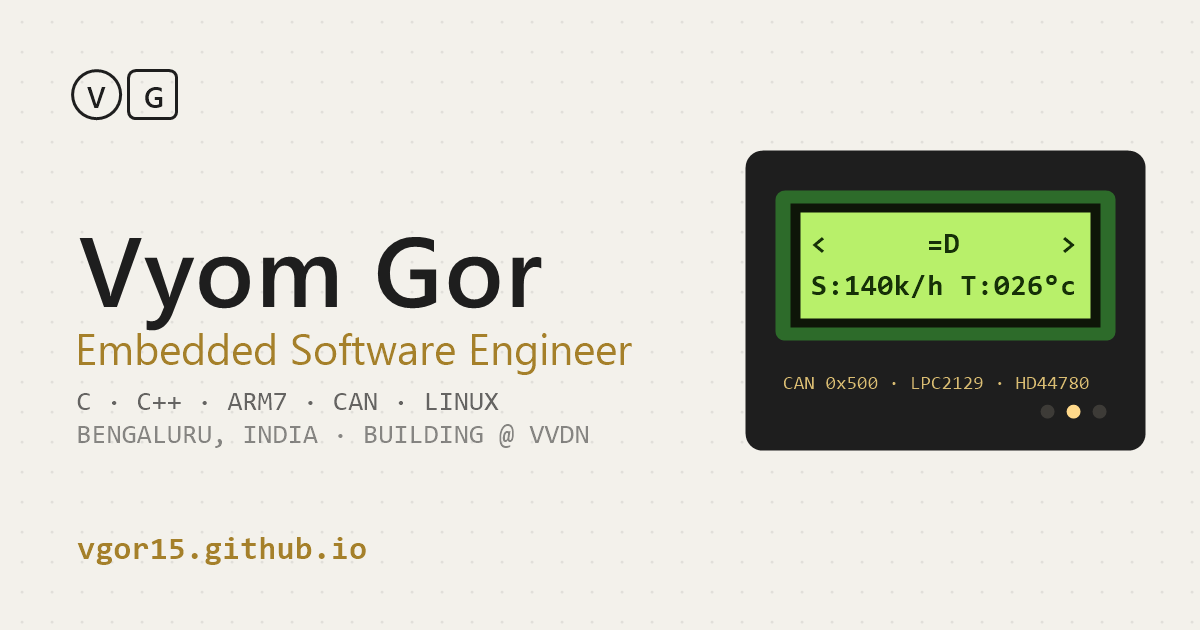 V G
Vyom Gor
Embedded Software Engineer
C · C++ · ARM7 · CAN · LINUX
BENGALURU, INDIA · BUILDING @ VVDN
vgor15.github.io
< =D >
S:140k/h T:026°c
CAN 0x500 · LPC2129 · HD44780